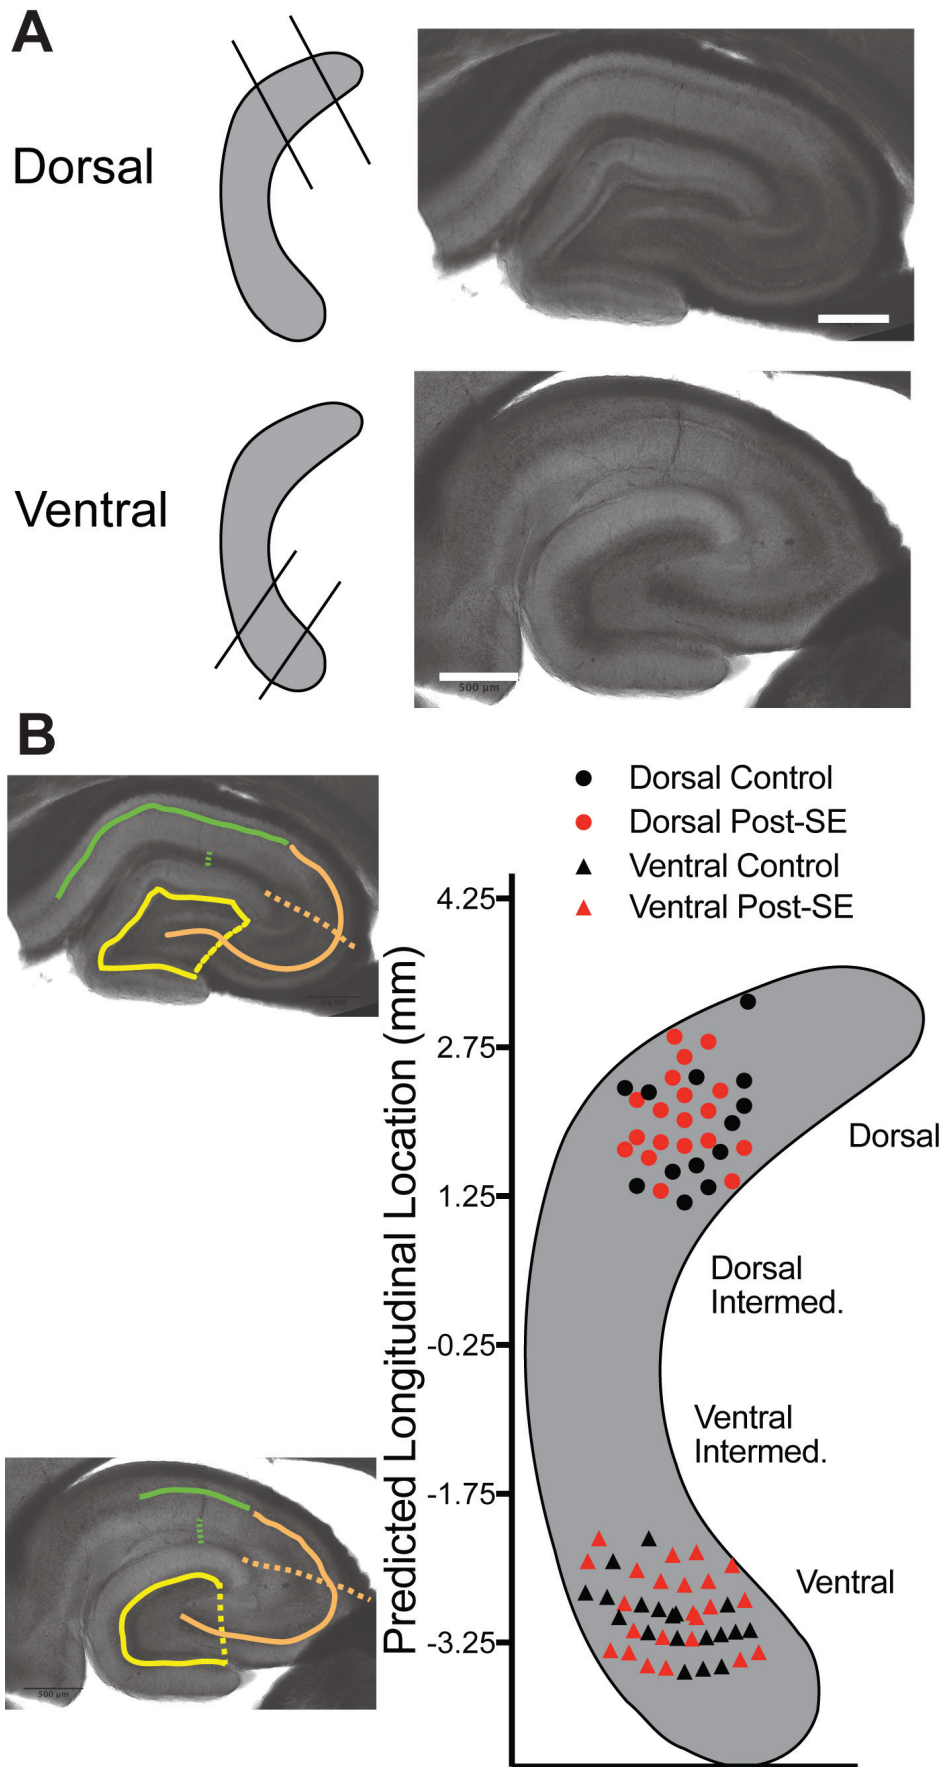 A
Dorsal
Ventral
500 µm
B
Dorsal Control
Dorsal Post-SE
Ventral Control
Ventral Post-SE
Predicted Longitudinal Location (mm)
4.25
2.75
1.25
-0.25
-1.75
-3.25
Dorsal
Dorsal
Intermed.
Ventral
Intermed.
Ventral
500 µm